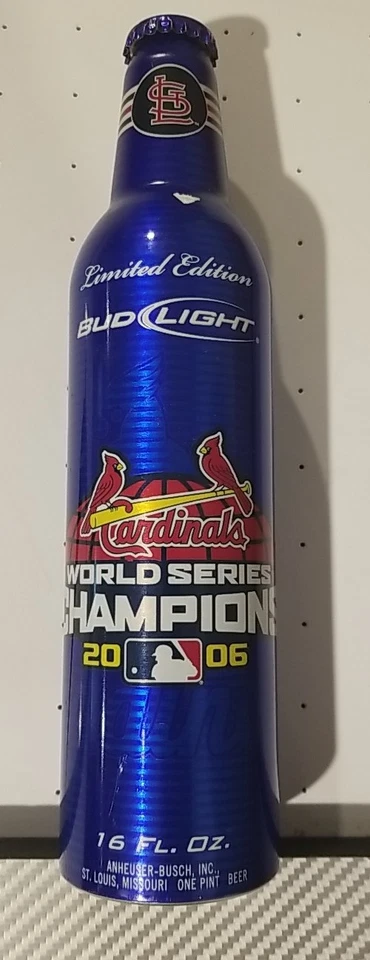 STL
Limited Edition
BUD LIGHT
Cardinals
WORLD SERIES
CHAMPIONS
20 06
16 FL. OZ.
ANHEUSER-BUSCH, INC.,
ST. LOUIS, MISSOURI ONE PINT BEER